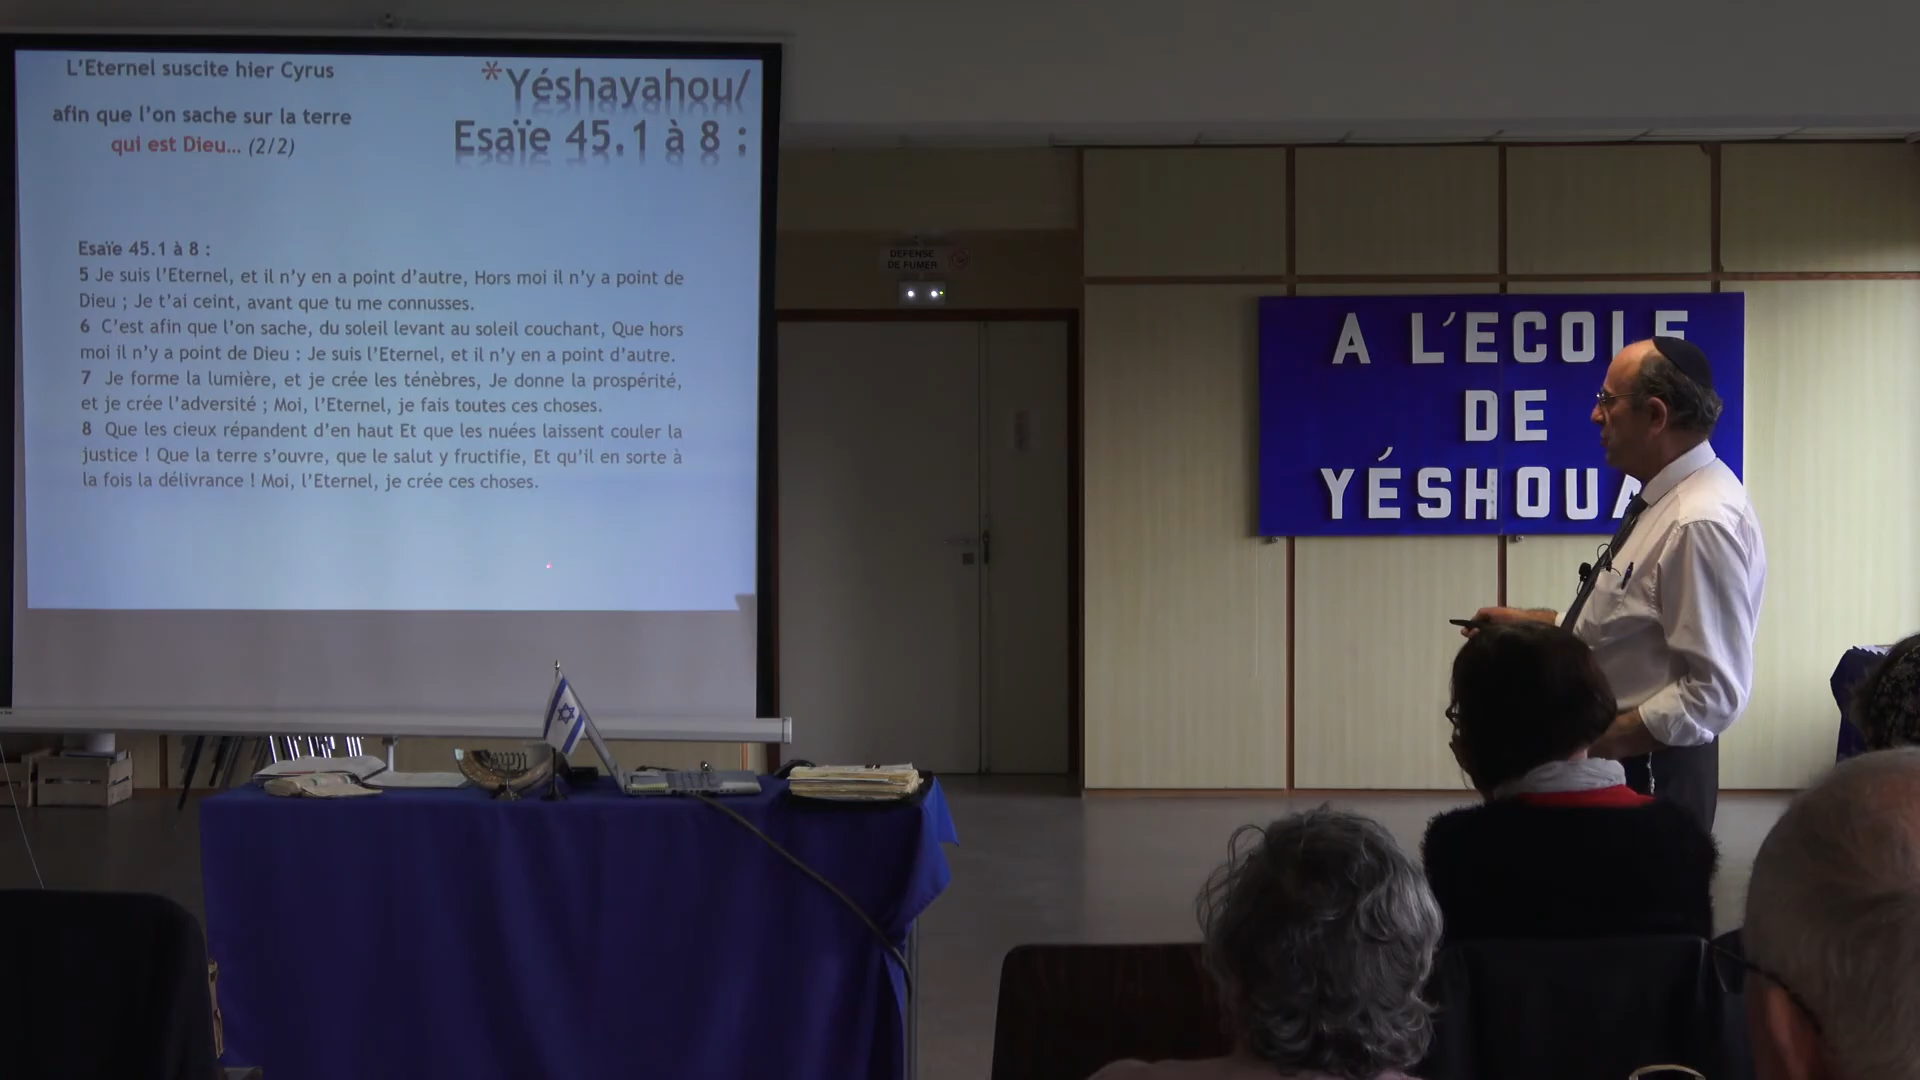 L'Eternel suscite hier Cyrus
afin que l'on sache sur la terre
qui est Dieu... (2/2)
*Yéshayahou/
Esaïe 45.1 à 8 :
Esaïe 45.1 à 8 :
5 Je suis l'Eternel, et il n'y en a point d'autre, Hors moi il n'y a point de
Dieu ; Je t'ai ceint, avant que tu me connusses.
6 C'est afin que l'on sache, du soleil levant au soleil couchant, Que hors
moi il n'y a point de Dieu : Je suis l'Eternel, et il n'y en a point d'autre.
7 Je forme la lumière, et je crée les ténèbres, Je donne la prospérité,
et je crée l'adversité ; Moi, l'Eternel, je fais toutes ces choses.
8 Que les cieux répandent d'en haut Et que les nuées laissent couler la
justice ! Que la terre s'ouvre, que le salut y fructifie, Et qu'il en sorte à
la fois la délivrance ! Moi, l'Eternel, je crée ces choses.
DEFENSE
DE FUMER
A L'ECOLE
DE
YÉSHOUA